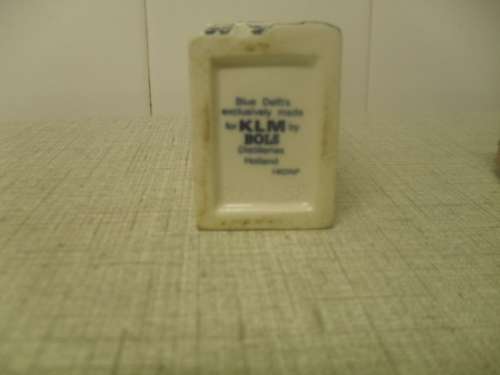 Blue Delft's
exclusively made
for KLM by
BOLS
Distilleries
Holland